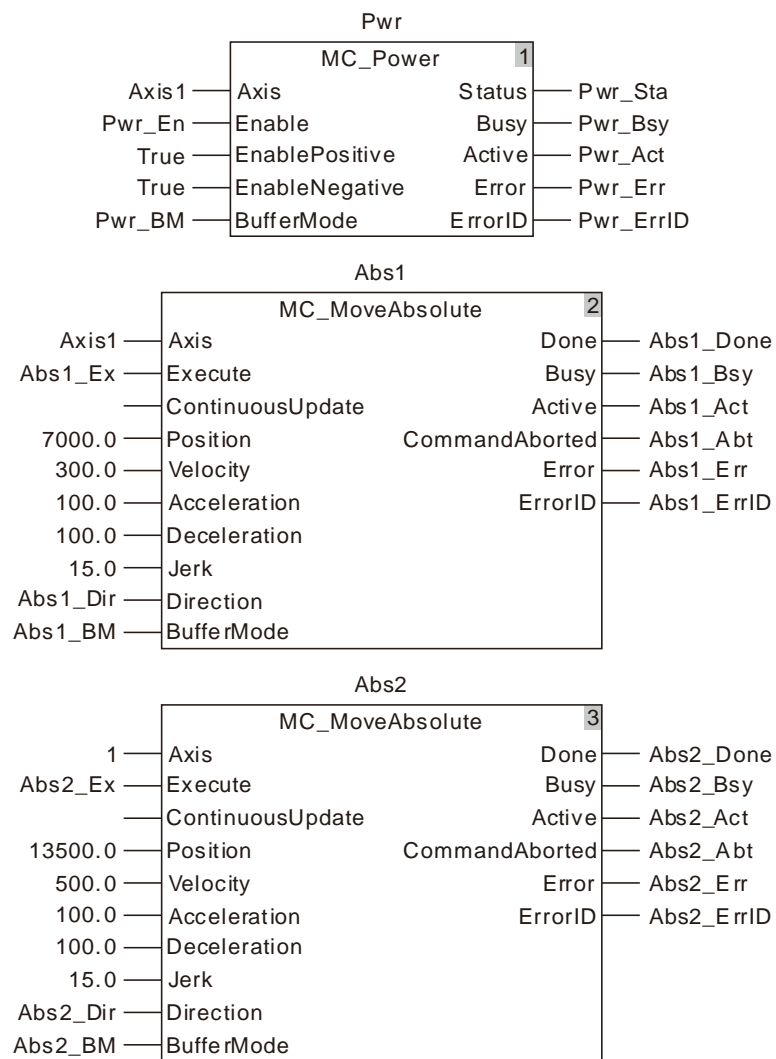 Pwr
MC_Power 1
Axis1 Axis Status Pwr_Sta
Pwr_En Enable Busy Pwr_Bsy
True EnablePositive Active Pwr_Act
True EnableNegative Error Pwr_Err
Pwr_BM BufferMode ErrorID Pwr_ErrID
Abs1
MC_MoveAbsolute 2
Axis1 Axis Done Abs1_Done
Abs1_Ex Execute Busy Abs1_Bsy
ContinuousUpdate Active Abs1_Act
7000.0 Position CommandAborted Abs1_Abt
300.0 Velocity Error Abs1_Err
100.0 Acceleration ErrorID Abs1_ErrID
100.0 Deceleration
15.0 Jerk
Abs1_Dir Direction
Abs1_BM BufferMode
Abs2
MC_MoveAbsolute 3
1 Axis Done Abs2_Done
Abs2_Ex Execute Busy Abs2_Bsy
ContinuousUpdate Active Abs2_Act
13500.0 Position CommandAborted Abs2_Abt
500.0 Velocity Error Abs2_Err
100.0 Acceleration ErrorID Abs2_ErrID
100.0 Deceleration
15.0 Jerk
Abs2_Dir Direction
Abs2_BM BufferMode